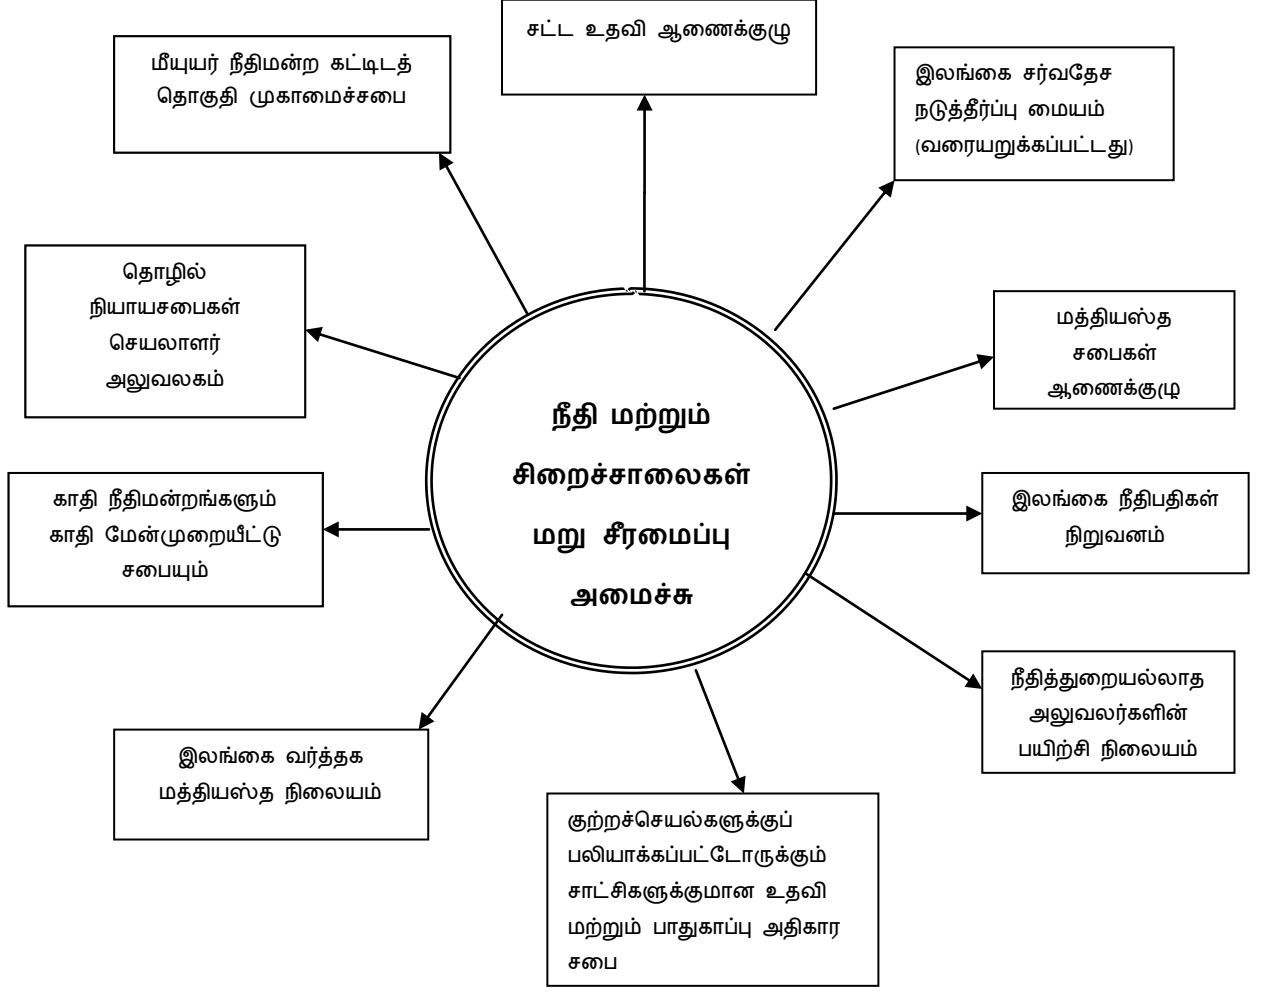 சட்ட உதவி ஆணைக்குழு
மீயுயர் நீதிமன்ற கட்டிடத்
தொகுதி முகாமைச்சபை
இலங்கை சர்வதேச
நடுத்தீர்ப்பு மையம்
(வரையறுக்கப்பட்டது)
தொழில்
நியாயசபைகள்
செயலாளர்
அலுவலகம்
மத்தியஸ்த
சபைகள்
ஆணைக்குழு
நீதி மற்றும்
சிறைச்சாலைகள்
மறு சீரமைப்பு
அமைச்சு
காதி நீதிமன்றங்களும்
காதி மேன்முறையீட்டு
சபையும்
இலங்கை நீதிபதிகள்
நிறுவனம்
நீதித்துறையல்லாத
அலுவலர்களின்
பயிற்சி நிலையம்
இலங்கை வர்த்தக
மத்தியஸ்த நிலையம்
குற்றச்செயல்களுக்குப்
பலியாக்கப்பட்டோருக்கும்
சாட்சிகளுக்குமான உதவி
மற்றும் பாதுகாப்பு அதிகார
சபை